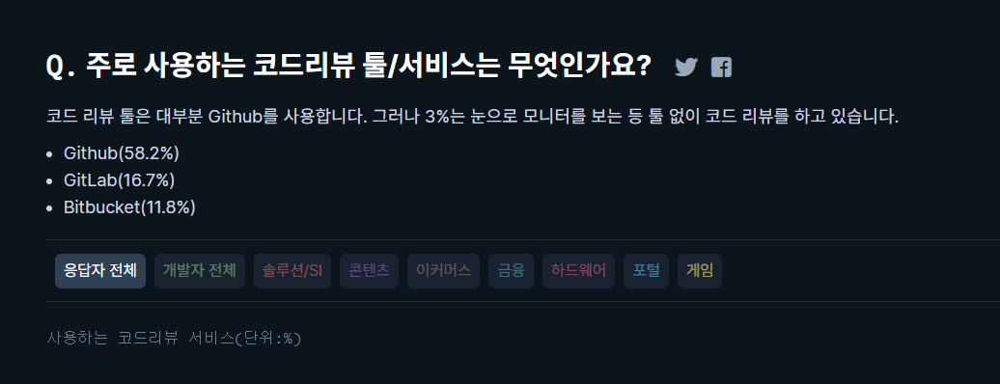 Q. 주로 사용하는 코드리뷰 툴/서비스는 무엇인가요?
코드 리뷰 툴은 대부분 Github를 사용합니다. 그러나 3%는 눈으로 모니터를 보는 등 툴 없이 코드 리뷰를 하고 있습니다.
• Github(58.2%)
• GitLab(16.7%)
• Bitbucket(11.8%)
응답자 전체 개발자 전체 솔루션/SI 콘텐츠 이커머스 금융 하드웨어 포털 게임
사용하는 코드리뷰 서비스(단위:%)